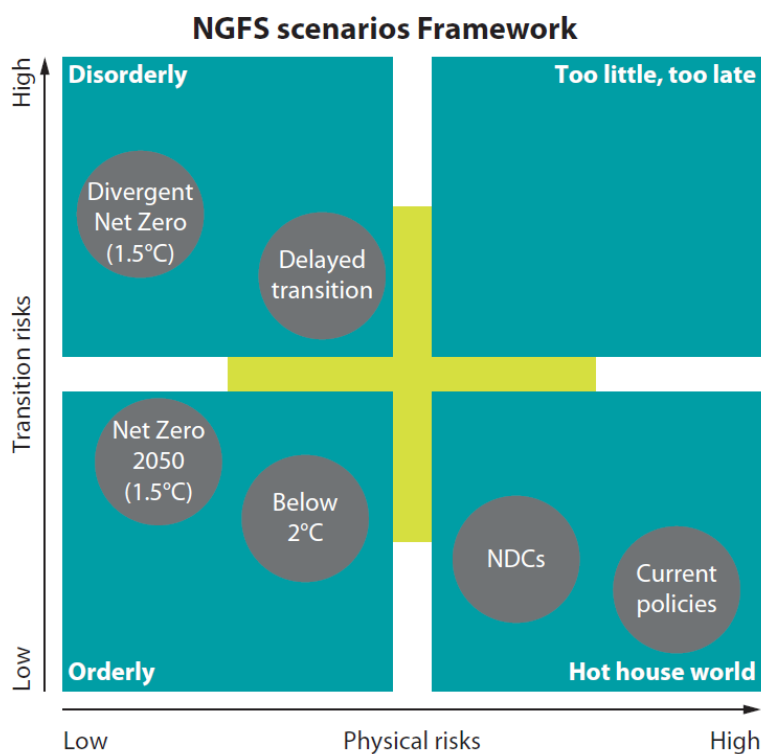 NGFS scenarios Framework
High
Transition risks
Low
Disorderly
Too little, too late
Divergent
Net Zero
(1.5°C)
Delayed
transition
Net Zero
2050
(1.5°C)
Below
2°C
NDCs
Current
policies
Orderly
Hot house world
Low
Physical risks
High